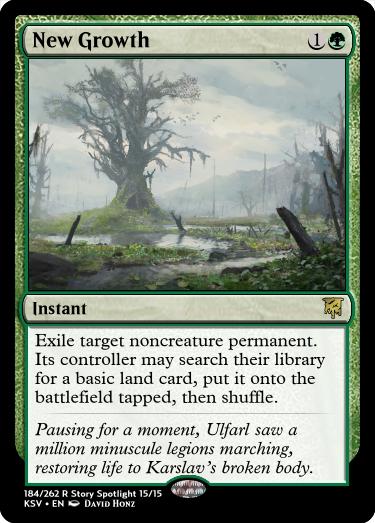 New Growth 1
Instant
Exile target noncreature permanent.
Its controller may search their library
for a basic land card, put it onto the
battlefield tapped, then shuffle.
Pausing for a moment, Ulfarl saw a
million minuscule legions marching,
restoring life to Karslav's broken body.
184/262 R Story Spotlight 15/15
KSV • EN David Honz